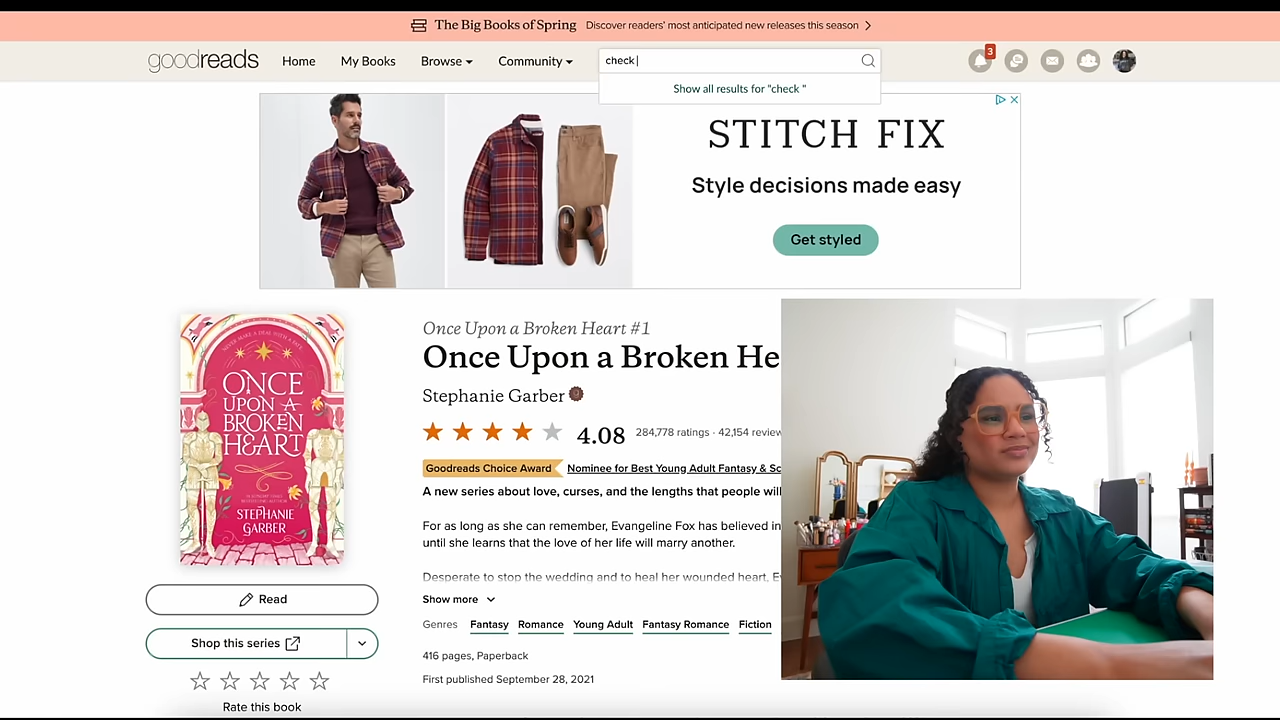 The Big Books of Spring Discover readers' most anticipated new releases this season
goodreads Home My Books Browse Community check 3
Show all results for "check "
STITCH FIX
Style decisions made easy
Get styled
NEVER MAKE A DEAL WITH A FATE
ONCE
UPON A
BROKEN
HEART
STEPHANIE
GARBER
Read
Shop this series
Rate this book
Once Upon a Broken Heart #1
Once Upon a Broken He
Stephanie Garber
4.08 284,778 ratings · 42,154 review
Goodreads Choice Award Nominee for Best Young Adult Fantasy & Sc
A new series about love, curses, and the lengths that people will
For as long as she can remember, Evangeline Fox has believed in
until she learns that the love of her life will marry another.
Desperate to stop the wedding and to heal her wounded heart, Ev
Show more
Genres Fantasy Romance Young Adult Fantasy Romance Fiction
416 pages, Paperback
First published September 28, 2021